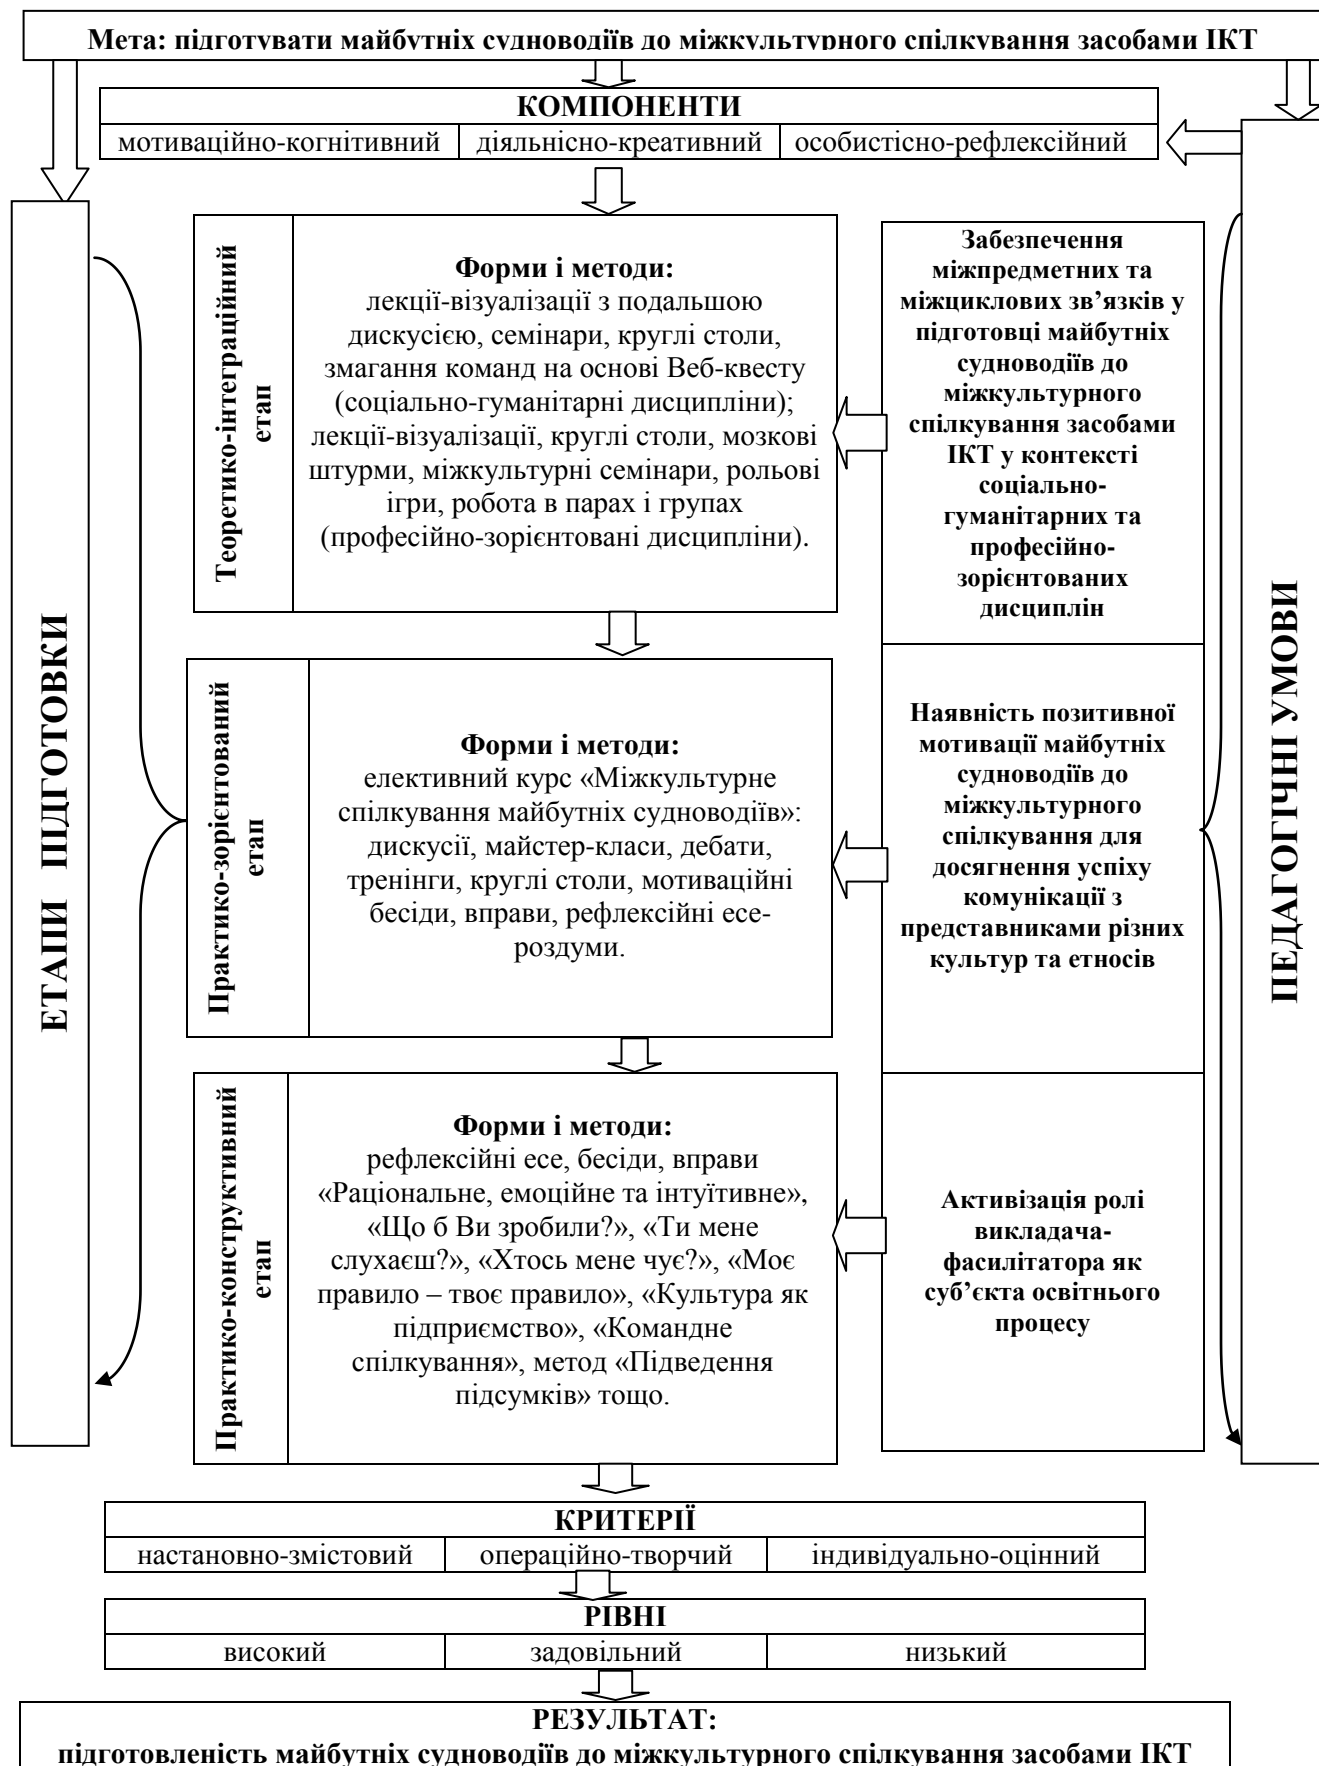 Мета: підготувати майбутніх судноводіїв до міжкультурного спілкування засобами ІКТ
КОМПОНЕНТИ
мотиваційно-когнітивний діяльнісно-креативний особистісно-рефлексійний
ЕТАПИ ПІДГОТОВКИ
Теоретико-інтеграційний
етап
Форми і методи:
лекції-візуалізації з подальшою
дискусією, семінари, круглі столи,
змагання команд на основі Веб-квесту
(соціально-гуманітарні дисципліни);
лекції-візуалізації, круглі столи, мозкові
штурми, міжкультурні семінари, рольові
ігри, робота в парах і групах
(професійно-зорієнтовані дисципліни).
Забезпечення
міжпредметних та
міжциклових зв’язків у
підготовці майбутніх
судноводіїв до
міжкультурного
спілкування засобами
ІКТ у контексті
соціально-
гуманітарних та
професійно-
зорієнтованих
дисциплін
ПЕДАГОГІЧНІ УМОВИ
Практико-зорієнтований
етап
Форми і методи:
елективний курс «Міжкультурне
спілкування майбутніх судноводіїв»:
дискусії, майстер-класи, дебати,
тренінги, круглі столи, мотиваційні
бесіди, вправи, рефлексійні есе-
роздуми.
Наявність позитивної
мотивації майбутніх
судноводіїв до
міжкультурного
спілкування для
досягнення успіху
комунікації з
представниками різних
культур та етносів
Практико-конструктивний
етап
Форми і методи:
рефлексійні есе, бесіди, вправи
«Раціональне, емоційне та інтуїтивне»,
«Що б Ви зробили?», «Ти мене
слухаєш?», «Хтось мене чує?», «Моє
правило – твоє правило», «Культура як
підприємство», «Командне
спілкування», метод «Підведення
підсумків» тощо.
Активізація ролі
викладача-
фасилітатора як
суб’єкта освітнього
процесу
КРИТЕРІЇ
настановно-змістовий операційно-творчий індивідуально-оцінний
РІВНІ
високий задовільний низький
РЕЗУЛЬТАТ:
підготовленість майбутніх судноводіїв до міжкультурного спілкування засобами ІКТ